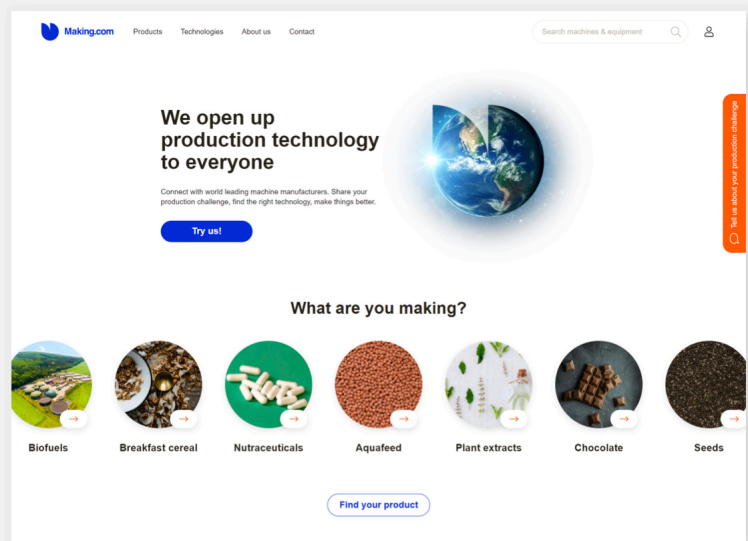 Making.com
Products
Technologies
About us
Contact
Search machines & equipment
Tell us about your production challenge
We open up
production technology
to everyone
Connect with world leading machine manufacturers. Share your
production challenge, find the right technology, make things better.
Try us!
What are you making?
Biofuels
Breakfast cereal
Nutraceuticals
Aquafeed
Plant extracts
Chocolate
Seeds
Find your product